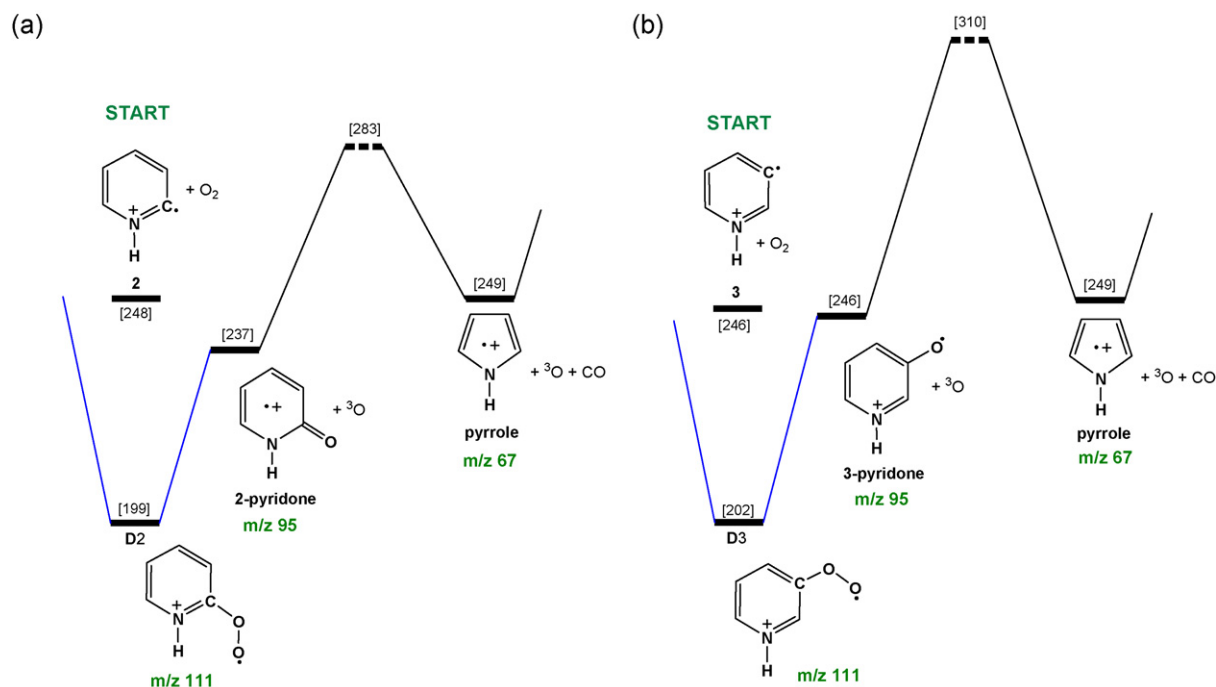 (a)
START
C•
+ O₂
N
+
H
2
[248]
[199]
D2
+
N
C
H
O
O•
m/z 111
[237]
•+
N
H
O
+ ³O
2-pyridone
m/z 95
[283]
[249]
•+
N
H
+ ³O + CO
pyrrole
m/z 67
(b)
START
C•
+
N
H
+ O₂
3
[246]
[202]
D3
C
O
O•
+
N
H
m/z 111
[246]
O•
+
N
H
+ ³O
3-pyridone
m/z 95
[310]
[249]
•+
N
H
+ ³O + CO
pyrrole
m/z 67